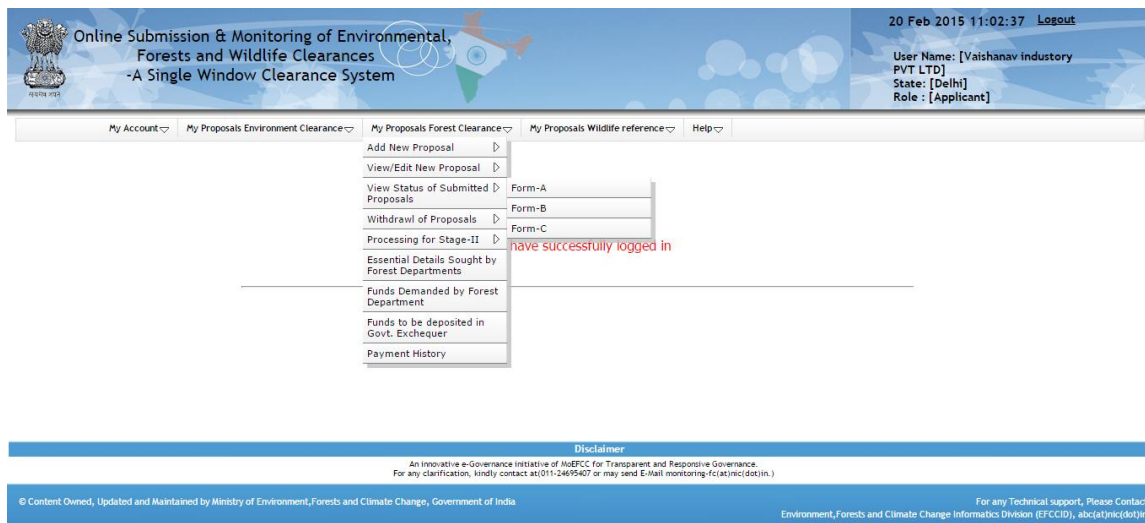 20 Feb 2015 11:02:37 Logout
Online Submission & Monitoring of Environmental,
Forests and Wildlife Clearances
-A Single Window Clearance System
सत्यमेव जयते
User Name: [Vaishanav industory
PVT LTD]
State: [Delhi]
Role : [Applicant]
My Account My Proposals Environment Clearance My Proposals Forest Clearance My Proposals Wildlife reference Help
Add New Proposal
View/Edit New Proposal
View Status of Submitted
Proposals
Form-A
Form-B
Form-C
Withdrawl of Proposals
Processing for Stage-II
have successfully logged in
Essential Details Sought by
Forest Departments
Funds Demanded by Forest
Department
Funds to be deposited in
Govt. Exchequer
Payment History
Disclaimer
An innovative e-Governance initiative of MoEFCC for Transparent and Responsive Governance.
For any clarification, kindly contact at(011-24695407 or may send E-Mail monitoring-fc(at)nic(dot)in.)
© Content Owned, Updated and Maintained by Ministry of Environment,Forests and Climate Change, Government of India
For any Technical support, Please Contact
Environment,Forests and Climate Change Informatics Division (EFCCID), abc(at)nic(dot)in